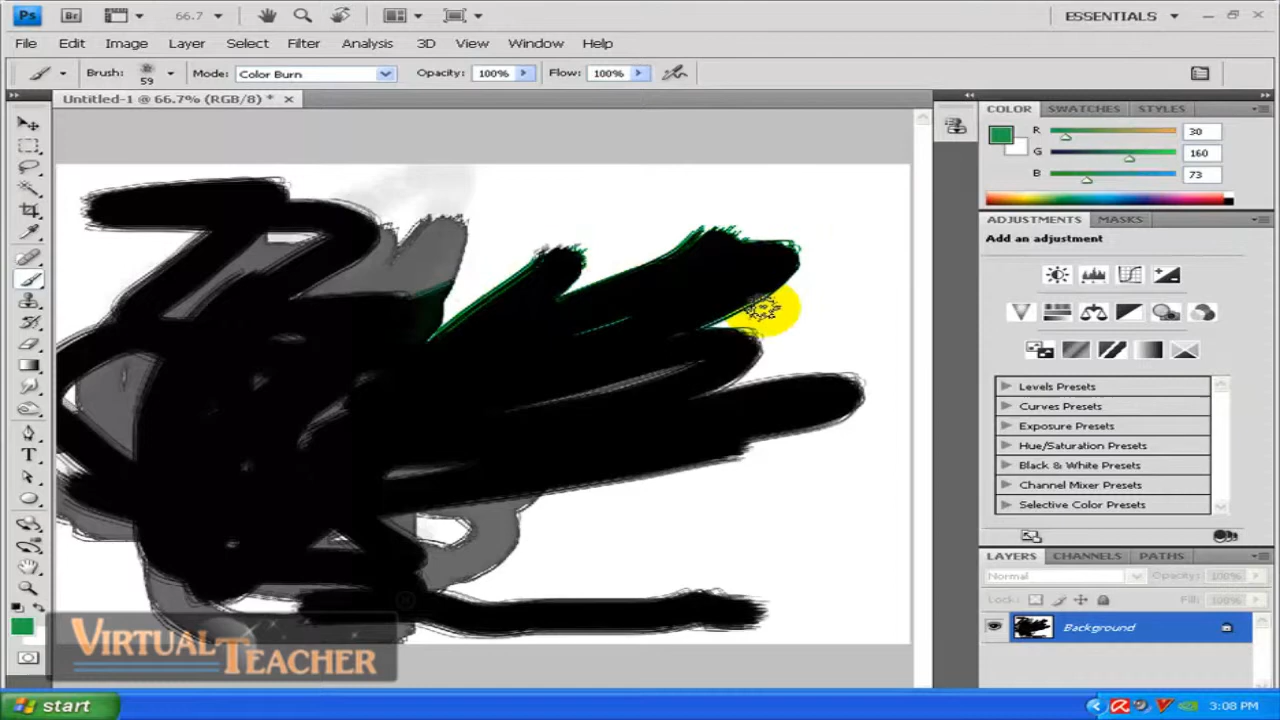 Ps Br 66.7 ESSENTIALS
File Edit Image Layer Select Filter Analysis 3D View Window Help
Brush: 59 Mode: Color Burn Opacity: 100% Flow: 100%
Untitled-1 @ 66.7% (RGB/8) *
COLOR SWATCHES STYLES
R 30
G 160
B 73
ADJUSTMENTS MASKS
Add an adjustment
Levels Presets
Curves Presets
Exposure Presets
Hue/Saturation Presets
Black & White Presets
Channel Mixer Presets
Selective Color Presets
LAYERS CHANNELS PATHS
Normal Opacity: 100%
Lock: Fill: 100%
Background
VIRTUAL TEACHER
start 3:08 PM